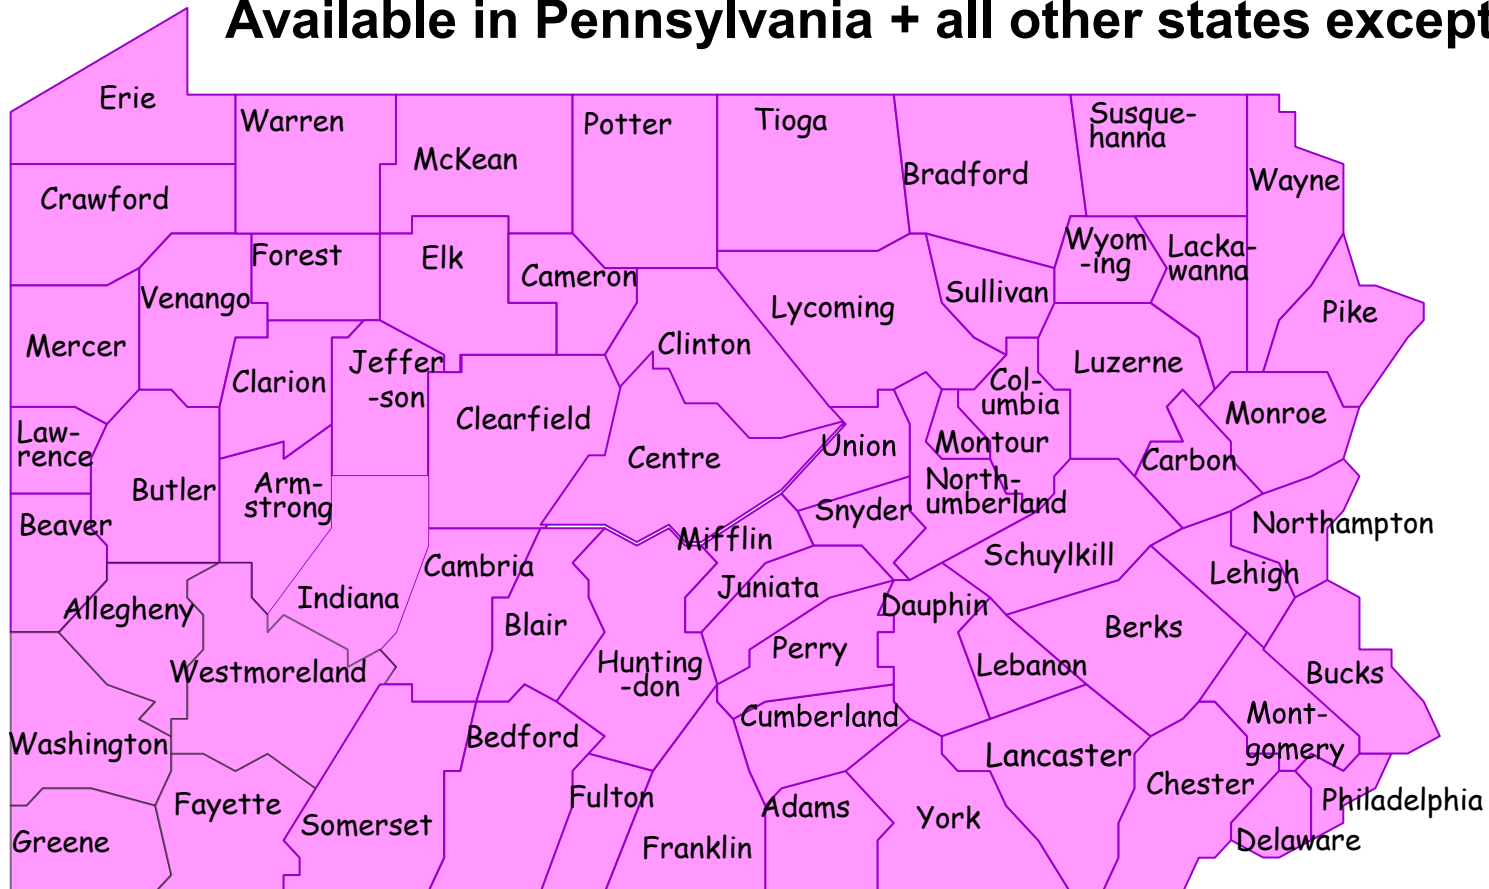 Available in Pennsylvania + all other states except
Erie
Warren
McKean
Potter
Tioga
Bradford
Susque-
hanna
Wayne
Crawford
Forest
Elk
Cameron
Venango
Lycoming
Sullivan
Wyom
-ing
Lacka-
wanna
Pike
Mercer
Clarion
Jeffer
-son
Clinton
Luzerne
Monroe
Clearfield
Centre
Union
Col-
umbia
Montour
Carbon
Law-
rence
Butler
Arm-
strong
Snyder
North-
umberland
Northampton
Beaver
Cambria
Mifflin
Schuylkill
Lehigh
Allegheny
Indiana
Blair
Juniata
Dauphin
Berks
Westmoreland
Hunting
-don
Perry
Lebanon
Bucks
Washington
Bedford
Cumberland
Lancaster
Mont-
gomery
Chester
Fayette
Somerset
Fulton
Adams
York
Philadelphia
Greene
Franklin
Delaware